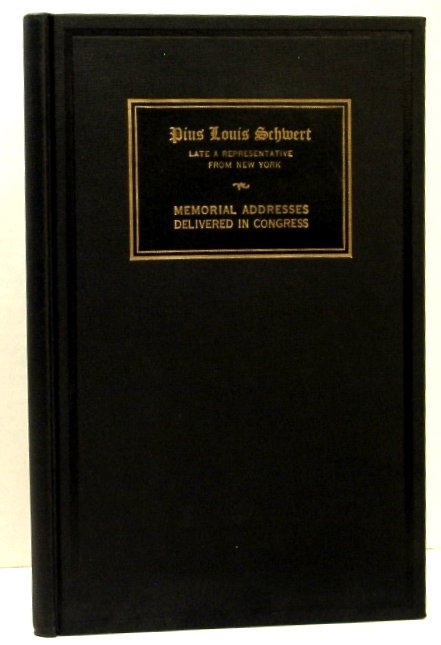 Pius Louis Schwert
LATE A REPRESENTATIVE
FROM NEW YORK
MEMORIAL ADDRESSES
DELIVERED IN CONGRESS